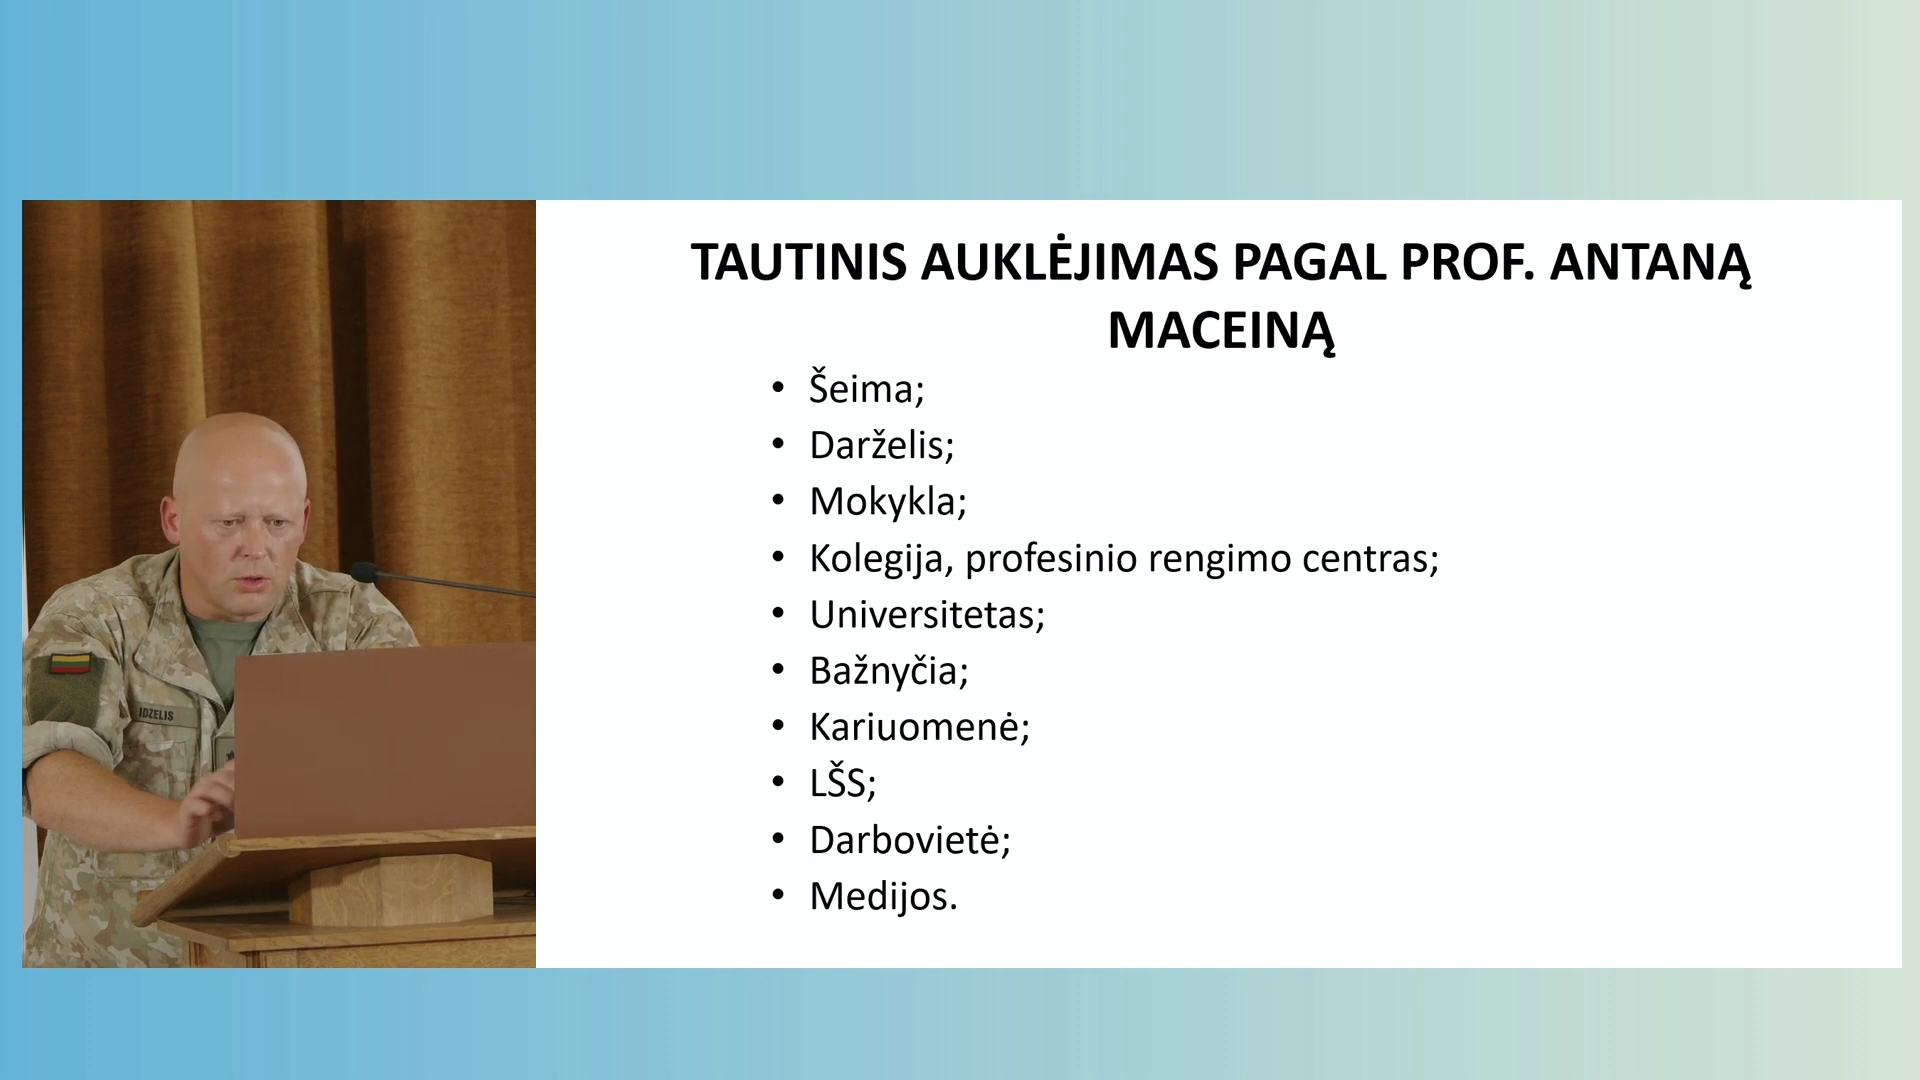 TAUTINIS AUKLĖJIMAS PAGAL PROF. ANTANĄ
MACEINĄ
• Šeima;
• Darželis;
• Mokykla;
• Kolegija, profesinio rengimo centras;
• Universitetas;
• Bažnyčia;
• Kariuomenė;
• LŠS;
• Darbovietė;
• Medijos.
IDZELIS